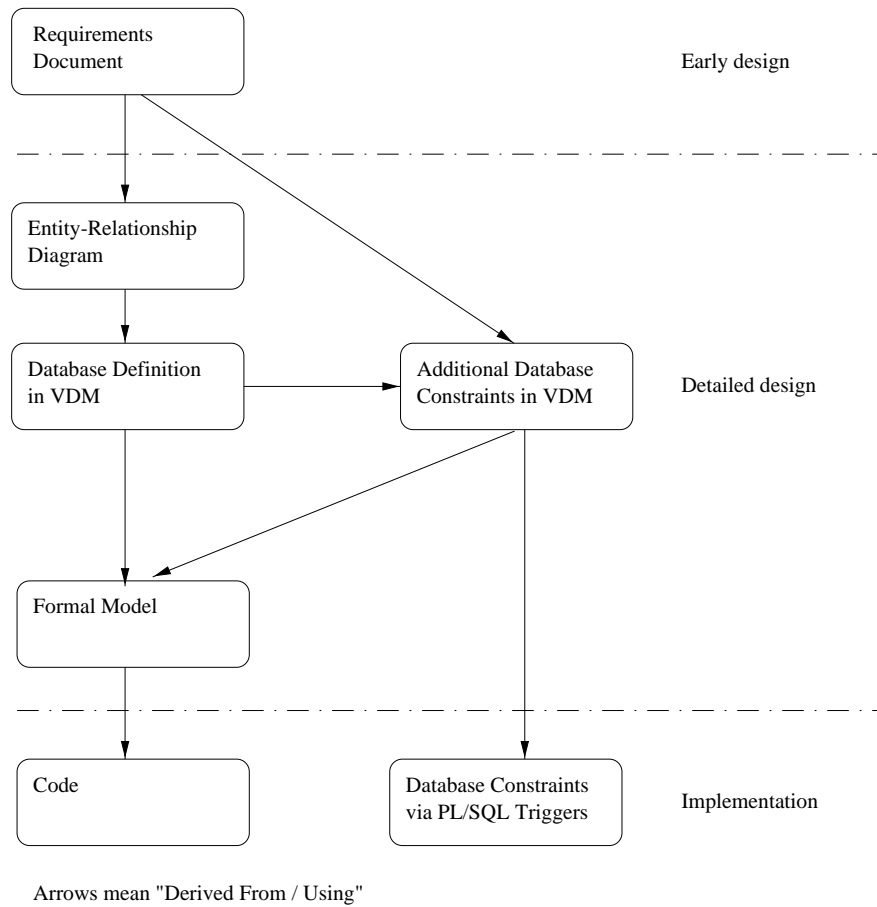 Requirements
Document
Early design
Entity-Relationship
Diagram
Database Definition
in VDM
Additional Database
Constraints in VDM
Detailed design
Formal Model
Code
Database Constraints
via PL/SQL Triggers
Implementation
Arrows mean "Derived From / Using"